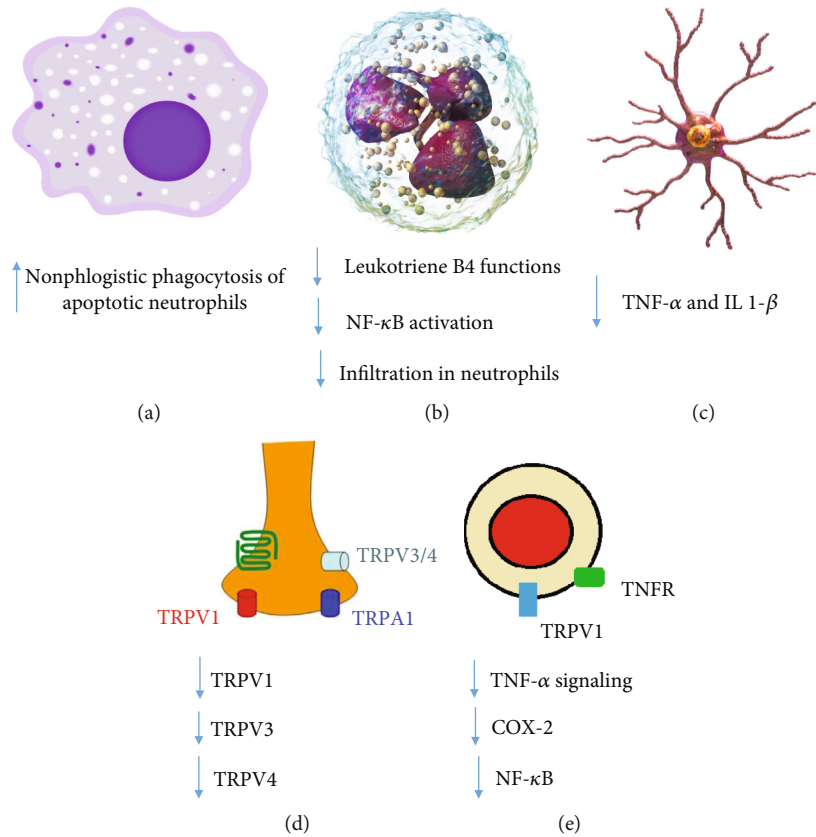 Nonphlogistic phagocytosis of
apoptotic neutrophils
(a)
Leukotriene B4 functions
NF-κB activation
Infiltration in neutrophils
(b)
TNF-α and IL 1-β
(c)
TRPV3/4
TRPV1
TRPA1
TRPV1
TRPV3
TRPV4
(d)
TNFR
TRPV1
TNF-α signaling
COX-2
NF-κB
(e)